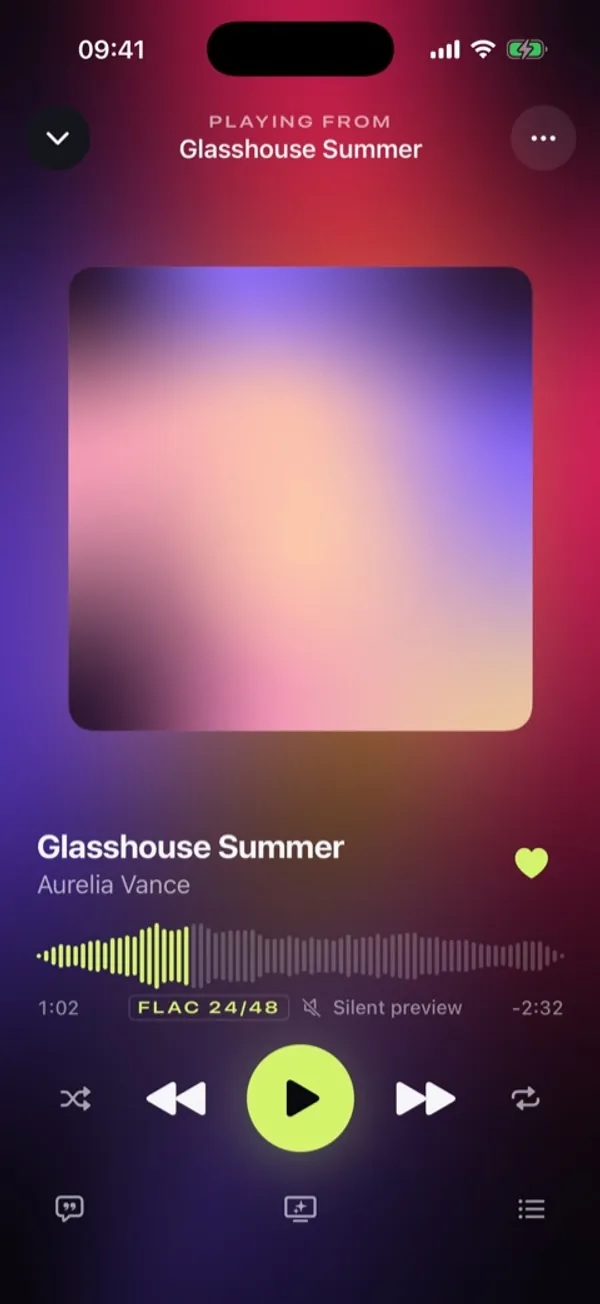 09:41
PLAYING FROM
Glasshouse Summer
Glasshouse Summer
Aurelia Vance
1:02 FLAC 24/48 Silent preview -2:32